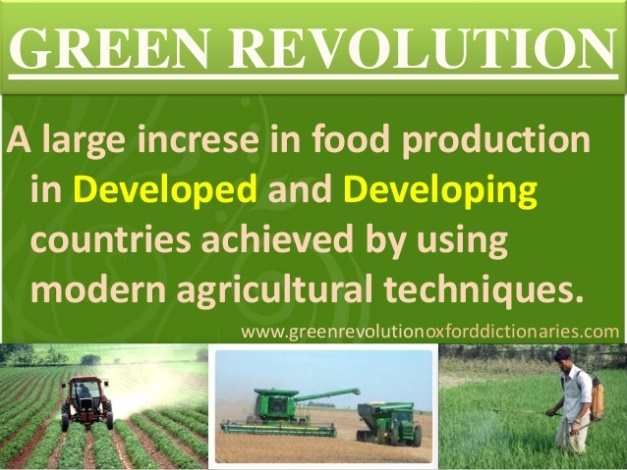 GREEN REVOLUTION
A large increse in food production
in Developed and Developing
countries achieved by using
modern agricultural techniques.
www.greenrevolutionoxforddictionaries.com